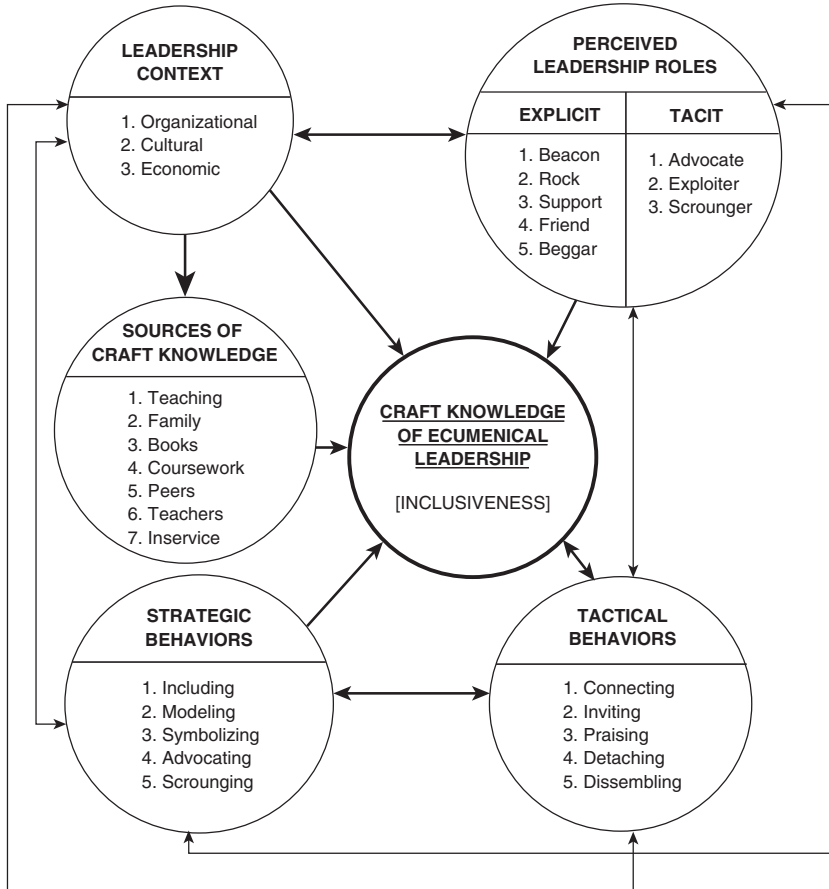 LEADERSHIP
CONTEXT
1. Organizational
2. Cultural
3. Economic
PERCEIVED
LEADERSHIP ROLES
EXPLICIT
1. Beacon
2. Rock
3. Support
4. Friend
5. Beggar
TACIT
1. Advocate
2. Exploiter
3. Scrounger
SOURCES OF
CRAFT KNOWLEDGE
1. Teaching
2. Family
3. Books
4. Coursework
5. Peers
6. Teachers
7. Inservice
CRAFT KNOWLEDGE
OF ECUMENICAL
LEADERSHIP
[INCLUSIVENESS]
STRATEGIC
BEHAVIORS
1. Including
2. Modeling
3. Symbolizing
4. Advocating
5. Scrounging
TACTICAL
BEHAVIORS
1. Connecting
2. Inviting
3. Praising
4. Detaching
5. Dissembling